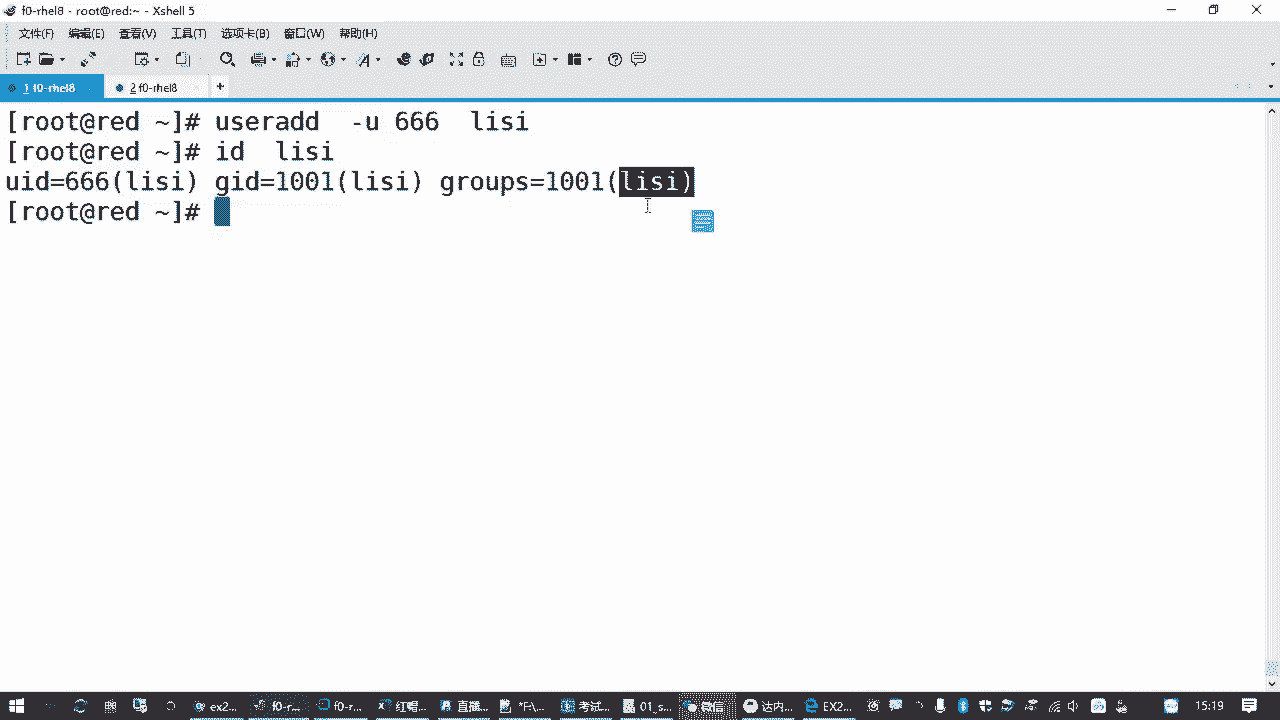 f0-rhel8 - root@red:~ - Xshell 5
文件(F) 编辑(E) 查看(V) 工具(T) 选项卡(B) 窗口(W) 帮助(H)
1 f0-rhel8 2 f0-rhel8 +
[root@red ~]# useradd -u 666 lisi
[root@red ~]# id lisi
uid=666(lisi) gid=1001(lisi) groups=1001(lisi)
[root@red ~]#
ex2... f0-r... f0-r... 红帽... 直播... *F\... 考试... 01_s... 微信 达内... EX2... 15:19